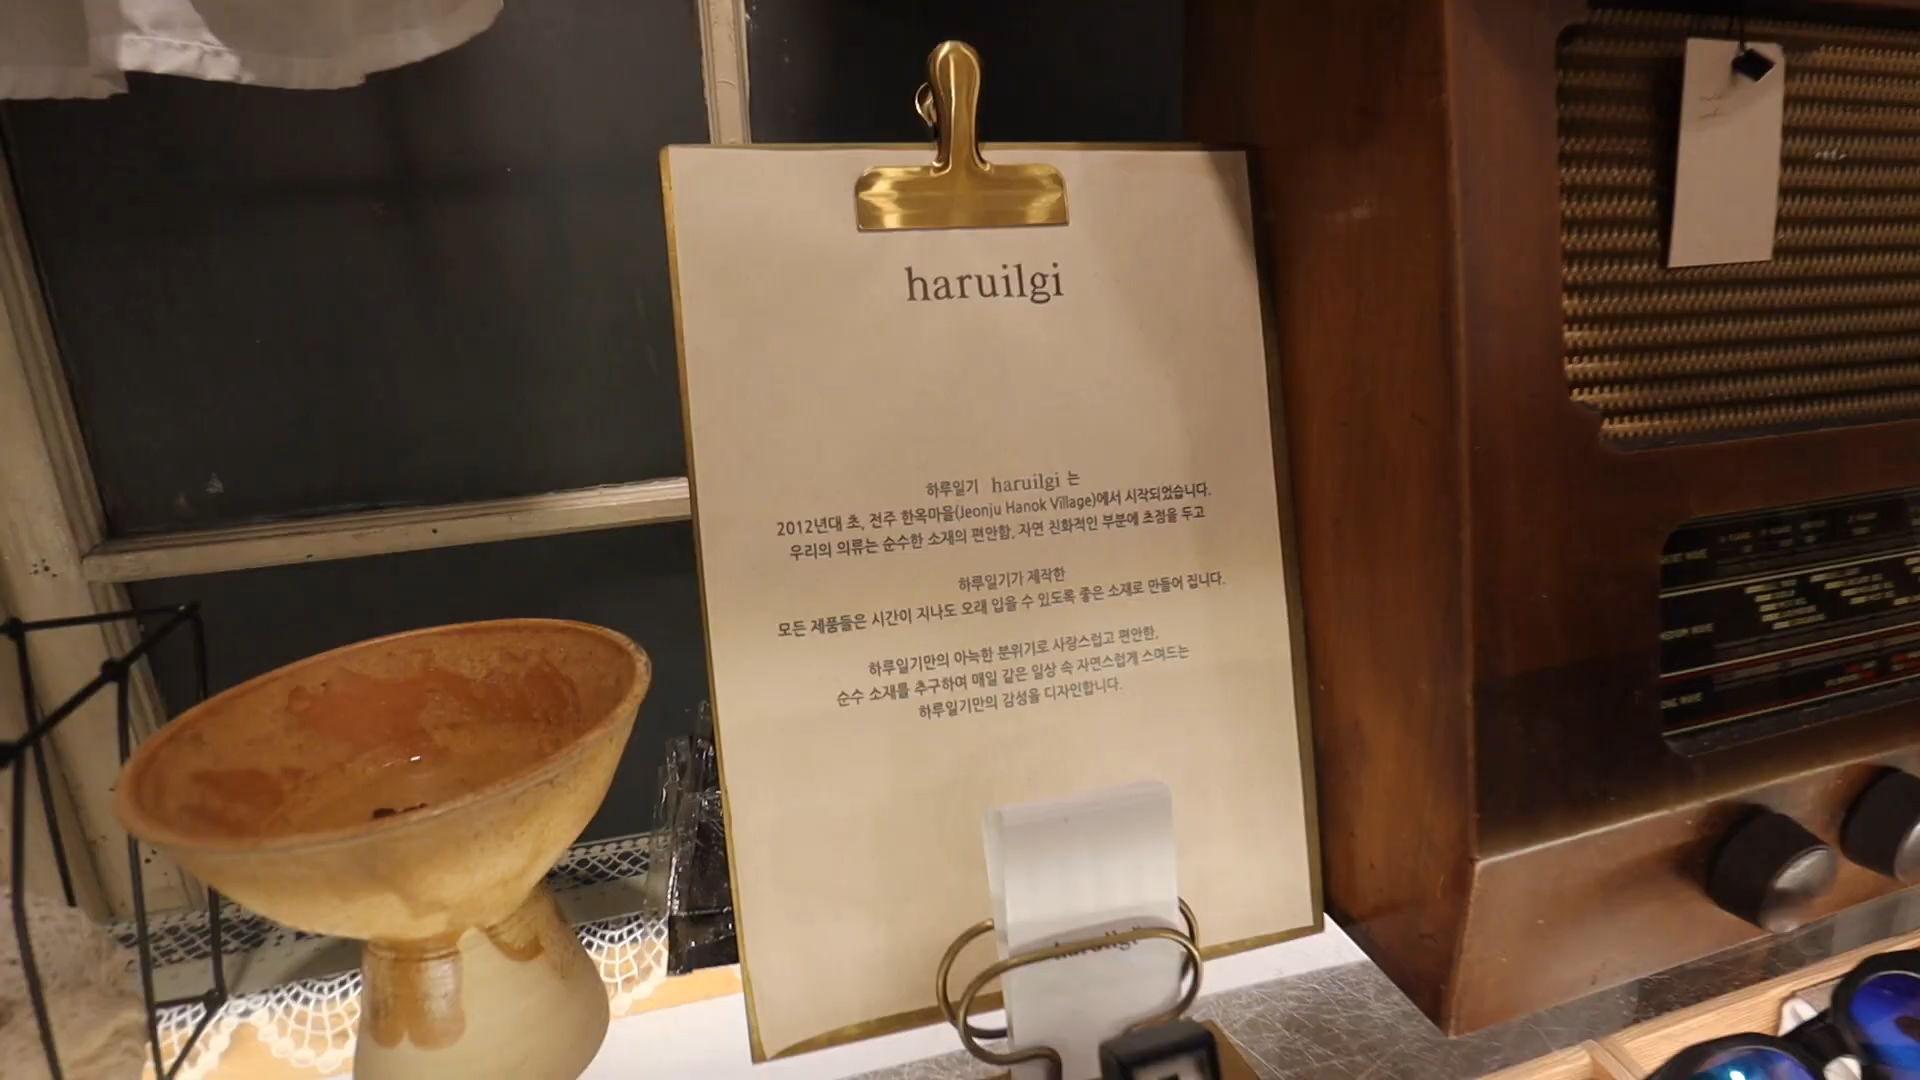 haruilgi
하루일기 haruilgi 는
2012년대 초, 전주 한옥마을(Jeonju Hanok Village)에서 시작되었습니다.
우리의 의류는 순수한 소재의 편안함, 자연 친화적인 부분에 초점을 두고
하루일기가 제작한
모든 제품들은 시간이 지나도 오래 입을 수 있도록 좋은 소재로 만들어 집니다.
하루일기만의 아늑한 분위기로 사랑스럽고 편안한,
순수 소재를 추구하여 매일 같은 일상 속 자연스럽게 스며드는
하루일기만의 감성을 디자인합니다.
haruilgi